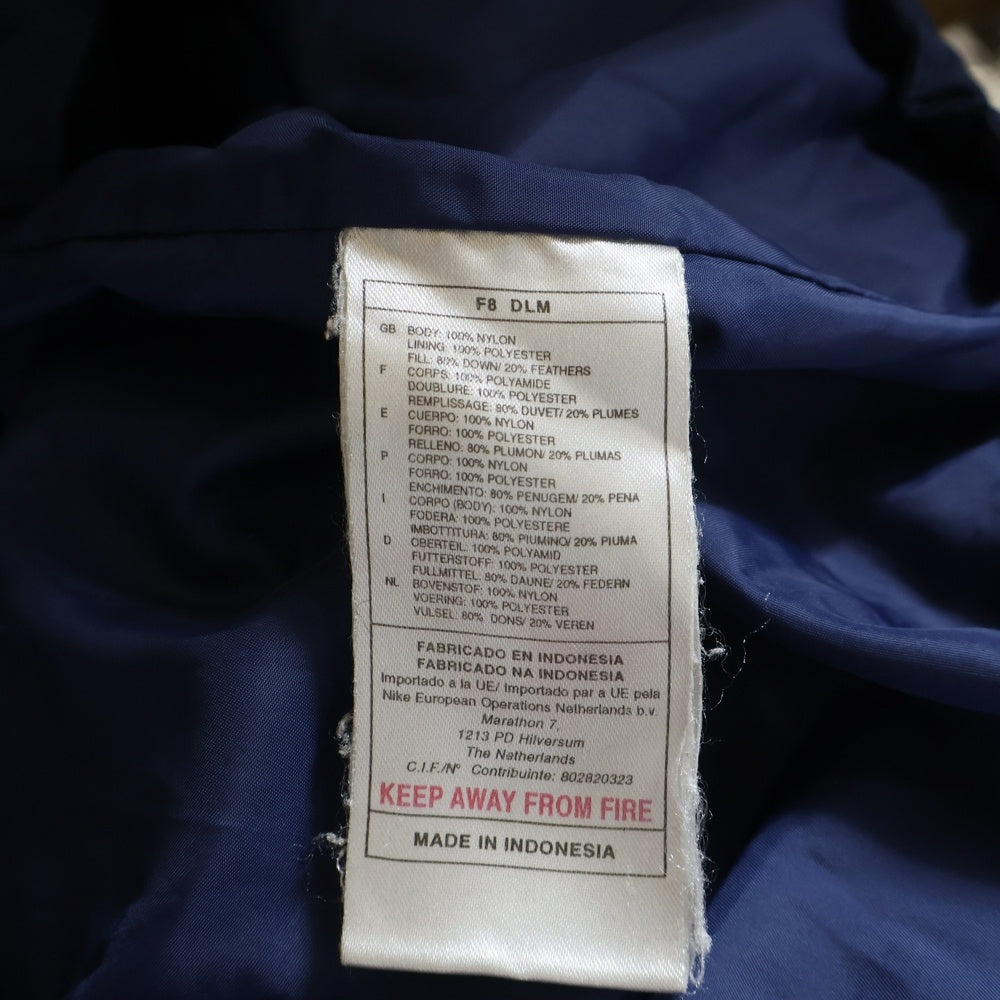 F8 DLM
GB BODY: 100% NYLON
LINING: 100% POLYESTER
FILL: 80% DOWN/ 20% FEATHERS
F CORPS: 100% POLYAMIDE
DOUBLURE: 100% POLYESTER
REMPLISSAGE: 80% DUVET/ 20% PLUMES
E CUERPO: 100% NYLON
FORRO: 100% POLYESTER
RELLENO: 80% PLUMON/ 20% PLUMAS
P CORPO: 100% NYLON
FORRO: 100% POLYESTER
ENCHIMENTO: 80% PENUGEM/ 20% PENA
I CORPO (BODY): 100% NYLON
FODERA: 100% POLYESTERE
IMBOTTITURA: 80% PIUMINO/ 20% PIUMA
D OBERTEIL: 100% POLYAMID
FUTTERSTOFF: 100% POLYESTER
FULLMITTEL: 80% DAUNE/ 20% FEDERN
NL BOVENSTOF: 100% NYLON
VOERING: 100% POLYESTER
VULSEL: 80% DONS/ 20% VEREN
FABRICADO EN INDONESIA
FABRICADO NA INDONESIA
Importado a la UE/ Importado par a UE pela
Nike European Operations Netherlands b.v.
Marathon 7,
1213 PD Hilversum
The Netherlands
C.I.F./Nº Contribuinte: 802820323
KEEP AWAY FROM FIRE
MADE IN INDONESIA